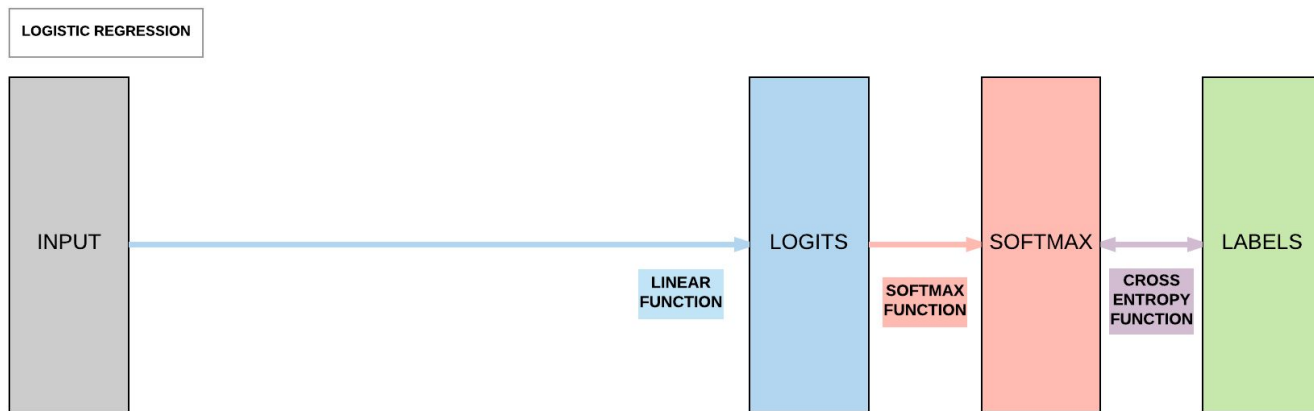 LOGISTIC REGRESSION
INPUT
LINEAR
FUNCTION
LOGITS
SOFTMAX
FUNCTION
SOFTMAX
CROSS
ENTROPY
FUNCTION
LABELS